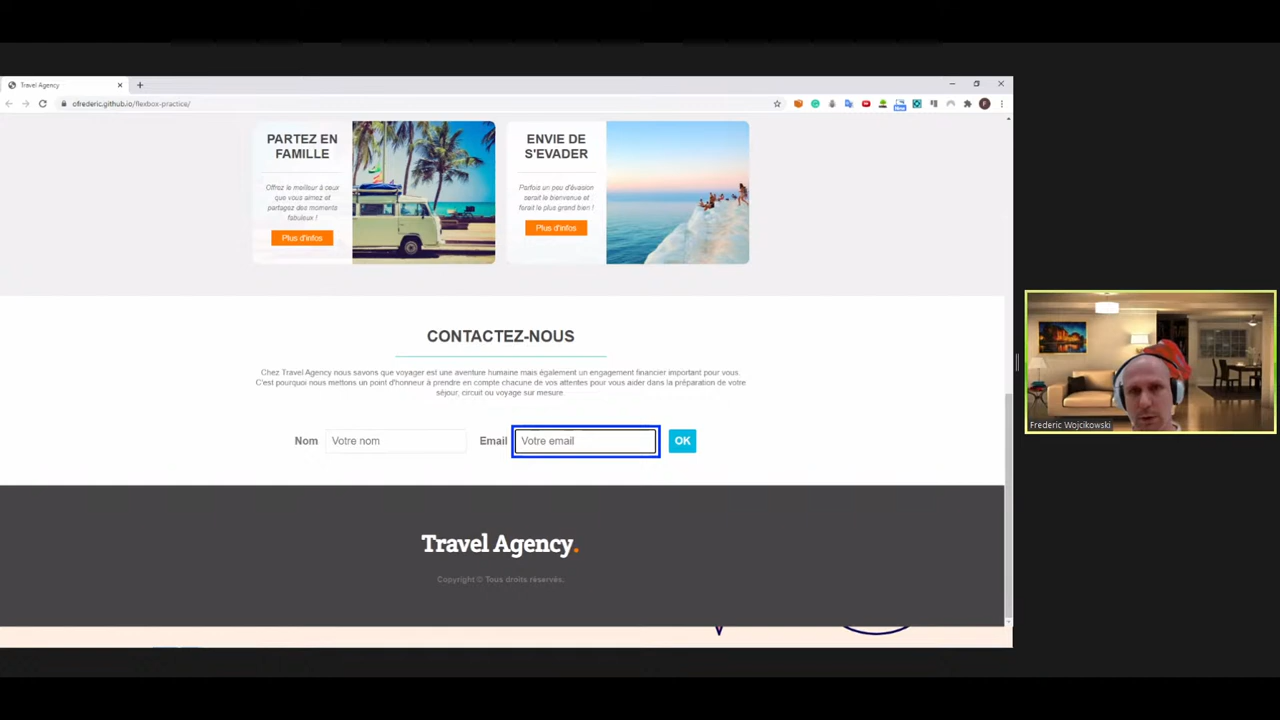 Travel Agency
ofrederic.github.io/flexbox-practice/
PARTEZ EN
FAMILLE
Offrez le meilleur à ceux
que vous aimez et
partagez des moments
fabuleux !
Plus d'infos
ENVIE DE
S'EVADER
Parfois un peu d'évasion
serait le bienvenue et
ferait le plus grand bien !
Plus d'infos
CONTACTEZ-NOUS
Chez Travel Agency nous savons que voyager est une aventure humaine mais également un engagement financier important pour vous.
C'est pourquoi nous mettons un point d'honneur à prendre en compte chacune de vos attentes pour vous aider dans la préparation de votre
séjour, circuit ou voyage sur mesure.
Nom Votre nom Email Votre email OK
Travel Agency.
Copyright © Tous droits réservés.
Frederic Wojcikowski